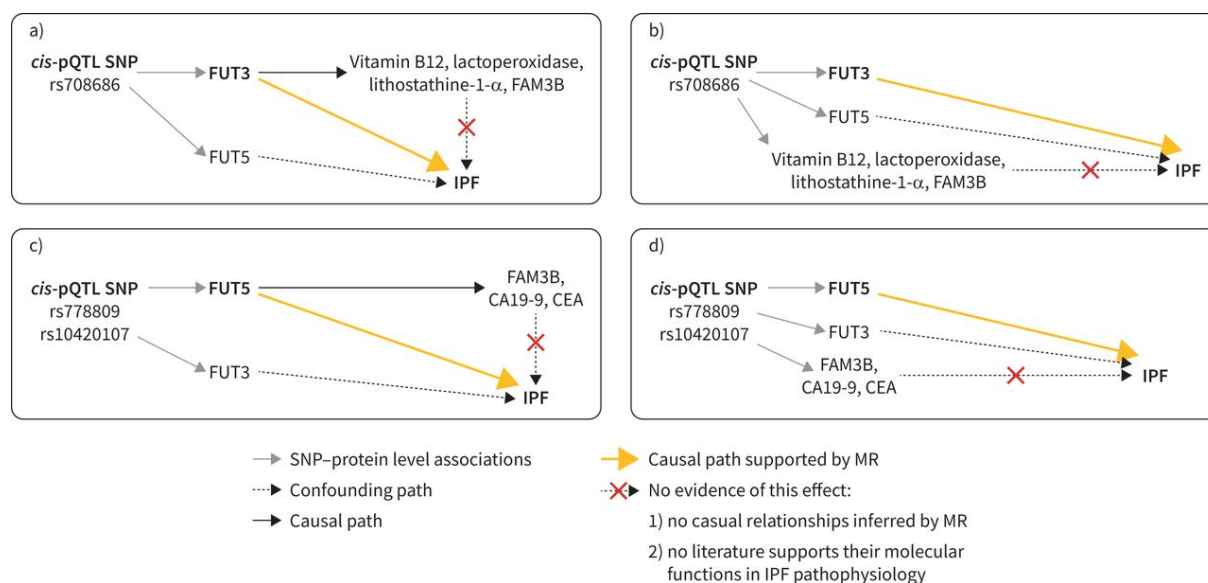 a)
cis-pQTL SNP
rs708686
FUT3
Vitamin B12, lactoperoxidase,
lithostathine-1-α, FAM3B
FUT5
IPF
b)
cis-pQTL SNP
rs708686
FUT3
FUT5
Vitamin B12, lactoperoxidase,
lithostathine-1-α, FAM3B
IPF
c)
cis-pQTL SNP
rs778809
rs10420107
FUT5
FAM3B,
CA19-9, CEA
FUT3
IPF
d)
cis-pQTL SNP
rs778809
rs10420107
FUT5
FUT3
FAM3B,
CA19-9, CEA
IPF
SNP–protein level associations
Confounding path
Causal path
Causal path supported by MR
No evidence of this effect:
1) no casual relationships inferred by MR
2) no literature supports their molecular
functions in IPF pathophysiology